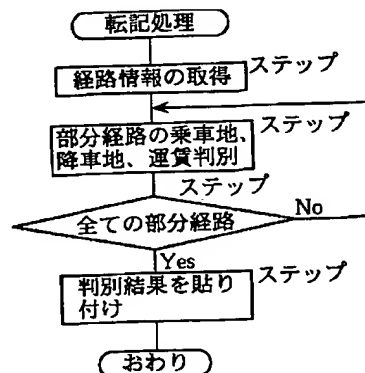 転記処理
ステップ
経路情報の取得
ステップ
部分経路の乗車地、
降車地、運賃判別
ステップ
全ての部分経路
No
Yes
ステップ
判別結果を貼り
付け
おわり